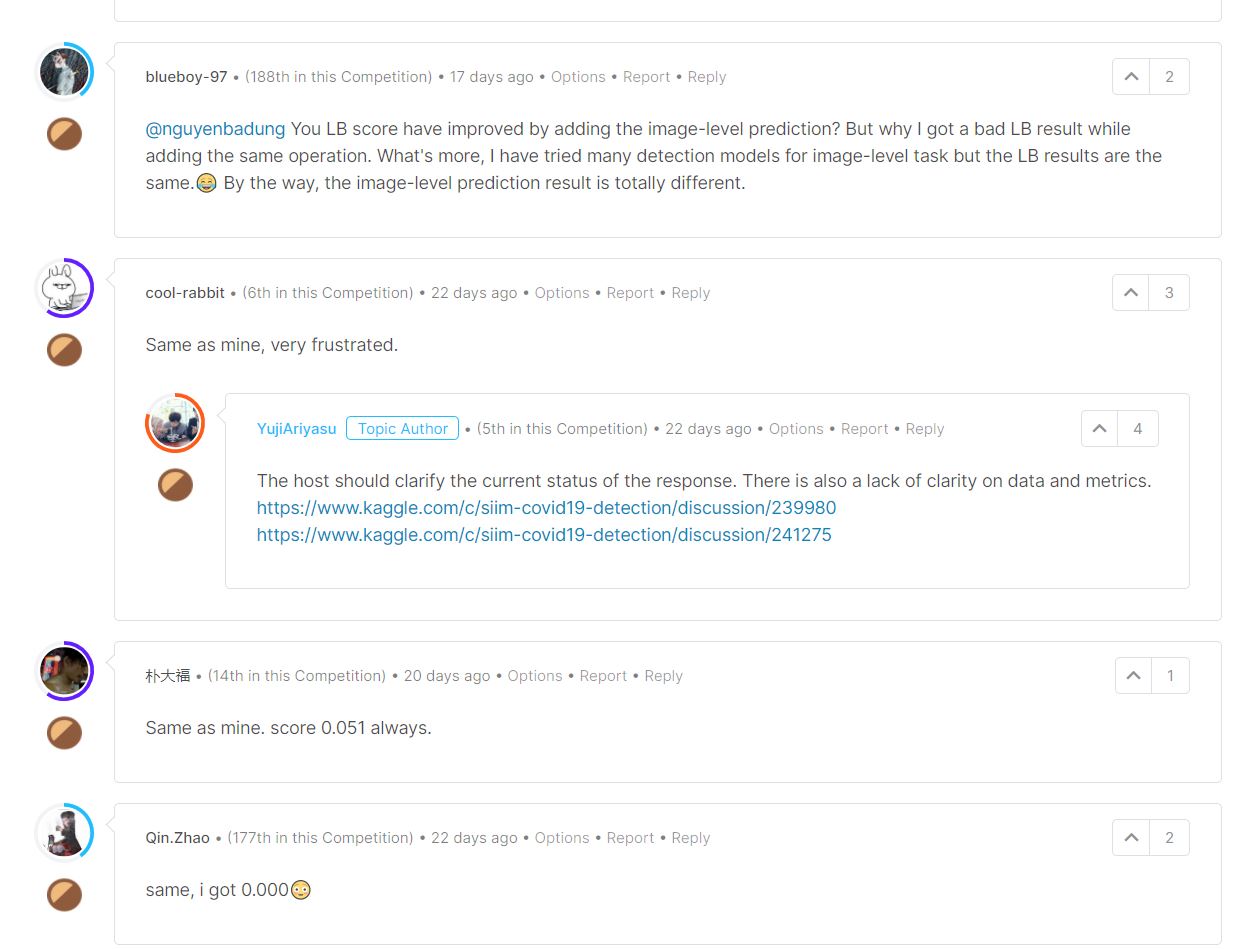 blueboy-97 • (188th in this Competition) • 17 days ago • Options • Report • Reply 2
@nguyenbadung You LB score have improved by adding the image-level prediction? But why I got a bad LB result while
adding the same operation. What's more, I have tried many detection models for image-level task but the LB results are the
same.😂 By the way, the image-level prediction result is totally different.
cool-rabbit • (6th in this Competition) • 22 days ago • Options • Report • Reply 3
Same as mine, very frustrated.
YujiAriyasu Topic Author • (5th in this Competition) • 22 days ago • Options • Report • Reply 4
The host should clarify the current status of the response. There is also a lack of clarity on data and metrics.
https://www.kaggle.com/c/siim-covid19-detection/discussion/239980
https://www.kaggle.com/c/siim-covid19-detection/discussion/241275
朴大福 • (14th in this Competition) • 20 days ago • Options • Report • Reply 1
Same as mine. score 0.051 always.
Qin.Zhao • (177th in this Competition) • 22 days ago • Options • Report • Reply 2
same, i got 0.000😳